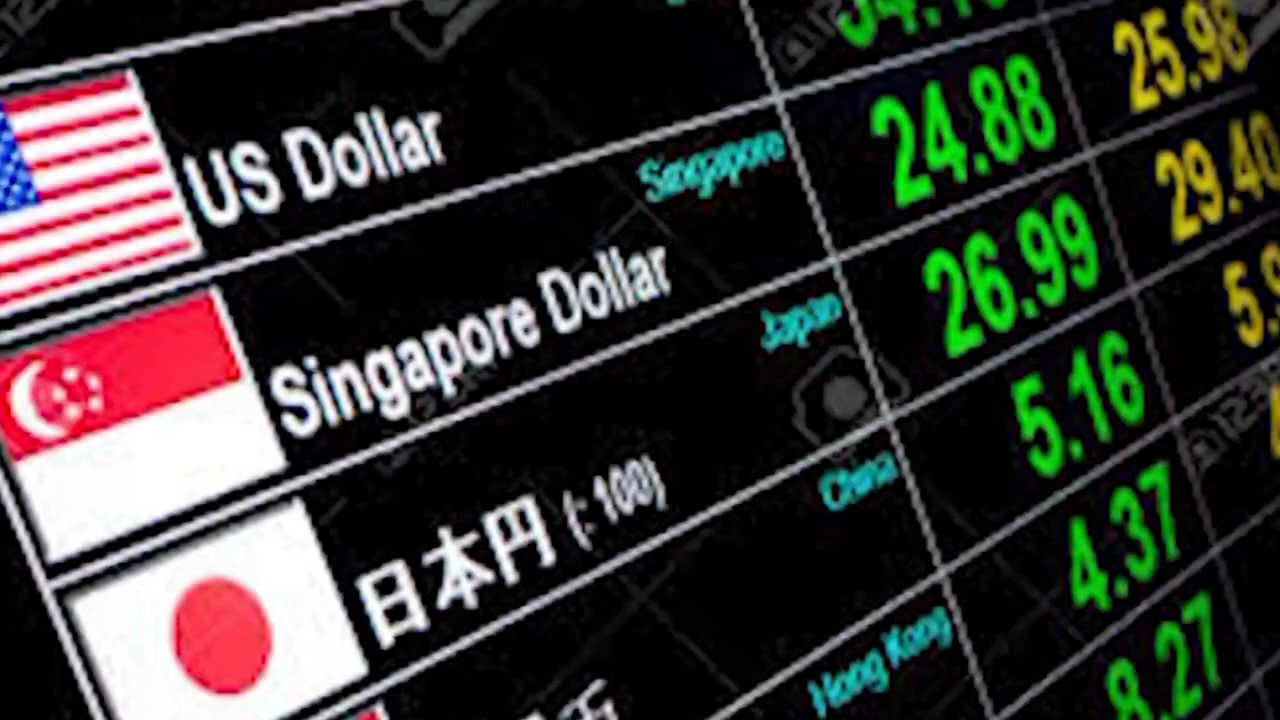 US Dollar
Singapore 24.88 25.98
Singapore Dollar
Japan 26.99 29.40
日本円 (: 100)
China 5.16
Hong Kong 4.37
8.27